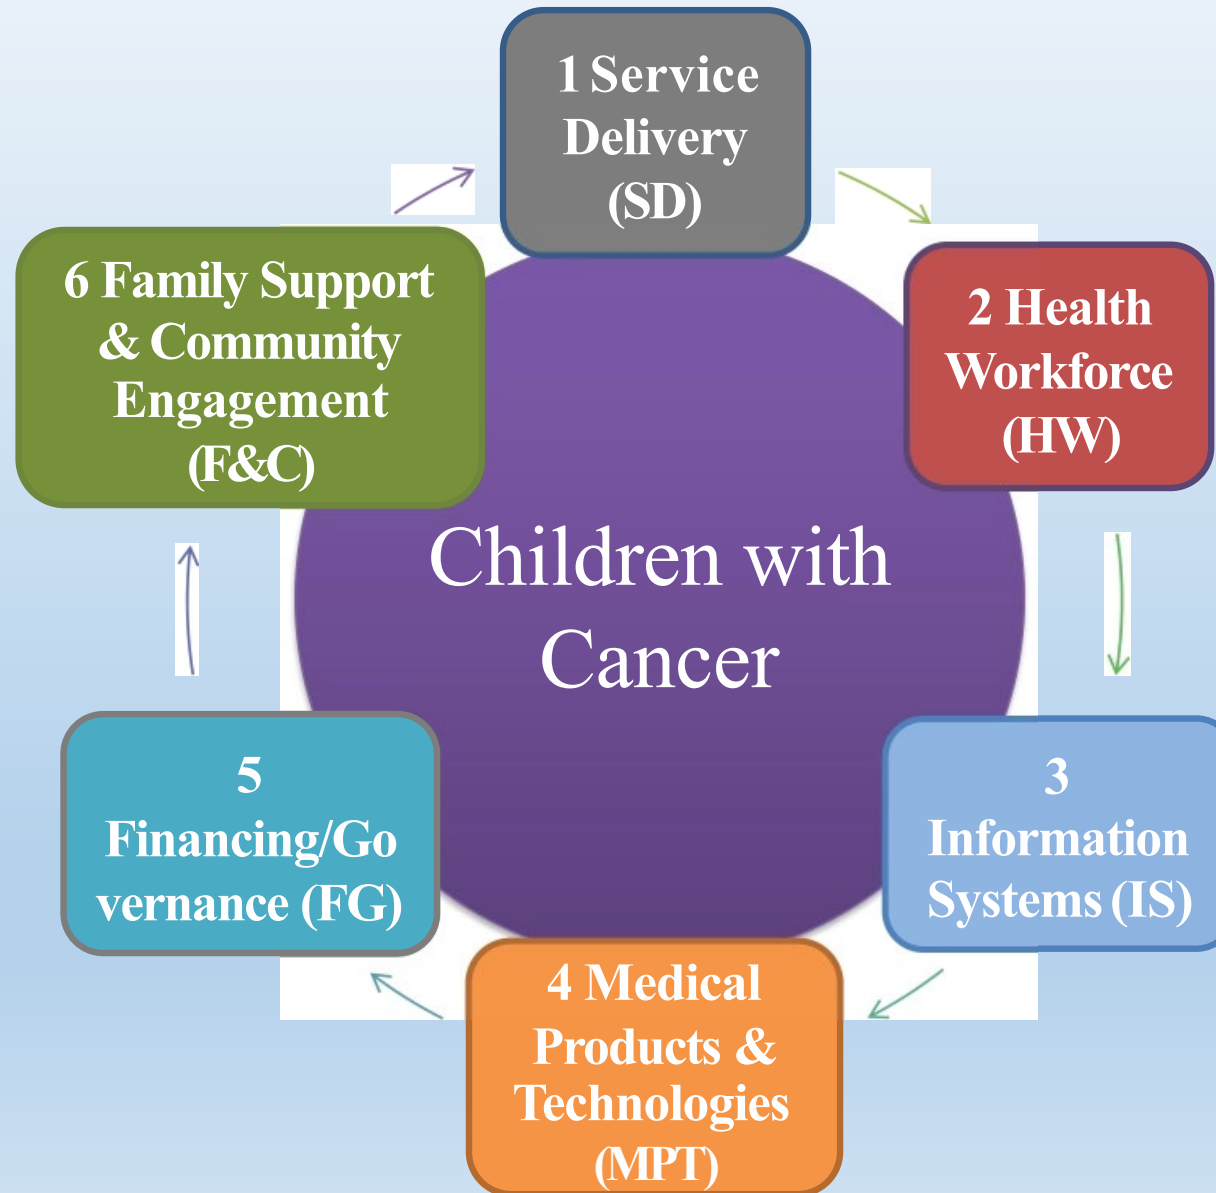 1 Service
Delivery
(SD)
2 Health
Workforce
(HW)
3
Information
Systems (IS)
4 Medical
Products &
Technologies
(MPT)
5
Financing/Go
vernance (FG)
6 Family Support
& Community
Engagement
(F&C)
Children with
Cancer